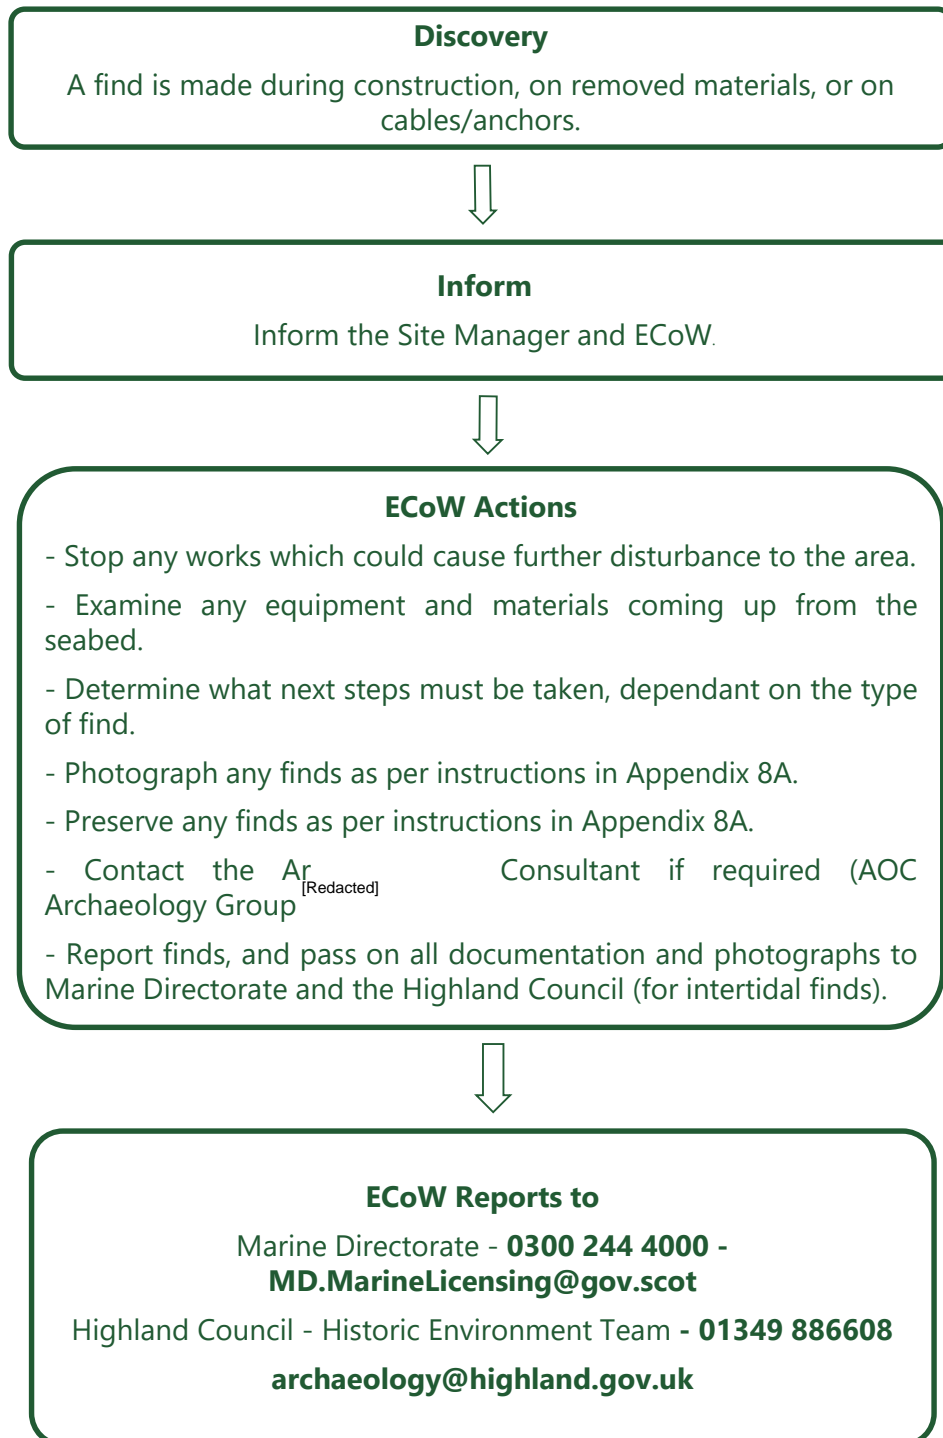 Discovery
A find is made during construction, on removed materials, or on
cables/anchors.
Inform
Inform the Site Manager and ECoW.
ECoW Actions
- Stop any works which could cause further disturbance to the area.
- Examine any equipment and materials coming up from the
seabed.
- Determine what next steps must be taken, dependant on the type
of find.
- Photograph any finds as per instructions in Appendix 8A.
- Preserve any finds as per instructions in Appendix 8A.
- Contact the Ar Consultant if required (AOC
Archaeology Group [Redacted]
- Report finds, and pass on all documentation and photographs to
Marine Directorate and the Highland Council (for intertidal finds).
ECoW Reports to
Marine Directorate - 0300 244 4000 -
MD.MarineLicensing@gov.scot
Highland Council - Historic Environment Team - 01349 886608
archaeology@highland.gov.uk